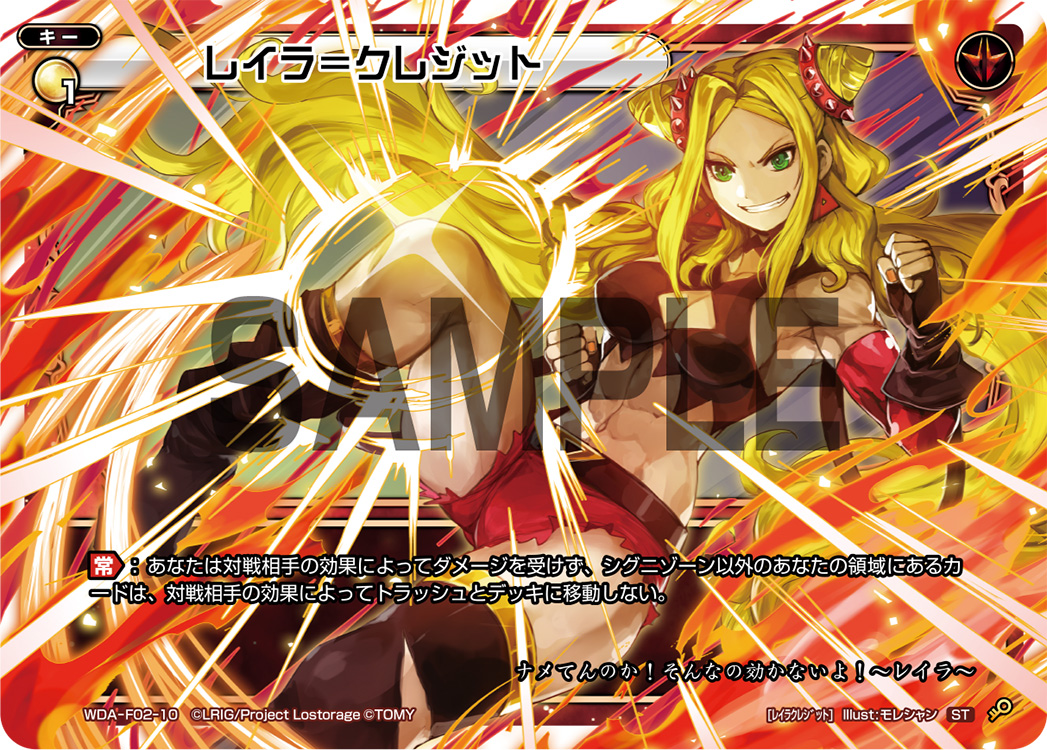 キー
1
レイラ=クレジット
SAMPLE
常：あなたは対戦相手の効果によってダメージを受けず、シグニゾーン以外のあなたの領域にあるカ
ードは、対戦相手の効果によってトラッシュとデッキに移動しない。
ナメてんのか！そんなの効かないよ！～レイラ～
[レイラ/レジット] Illust:モレシャン ST
WDA-F02-10 ©LRIG/Project Lostorage ©TOMY